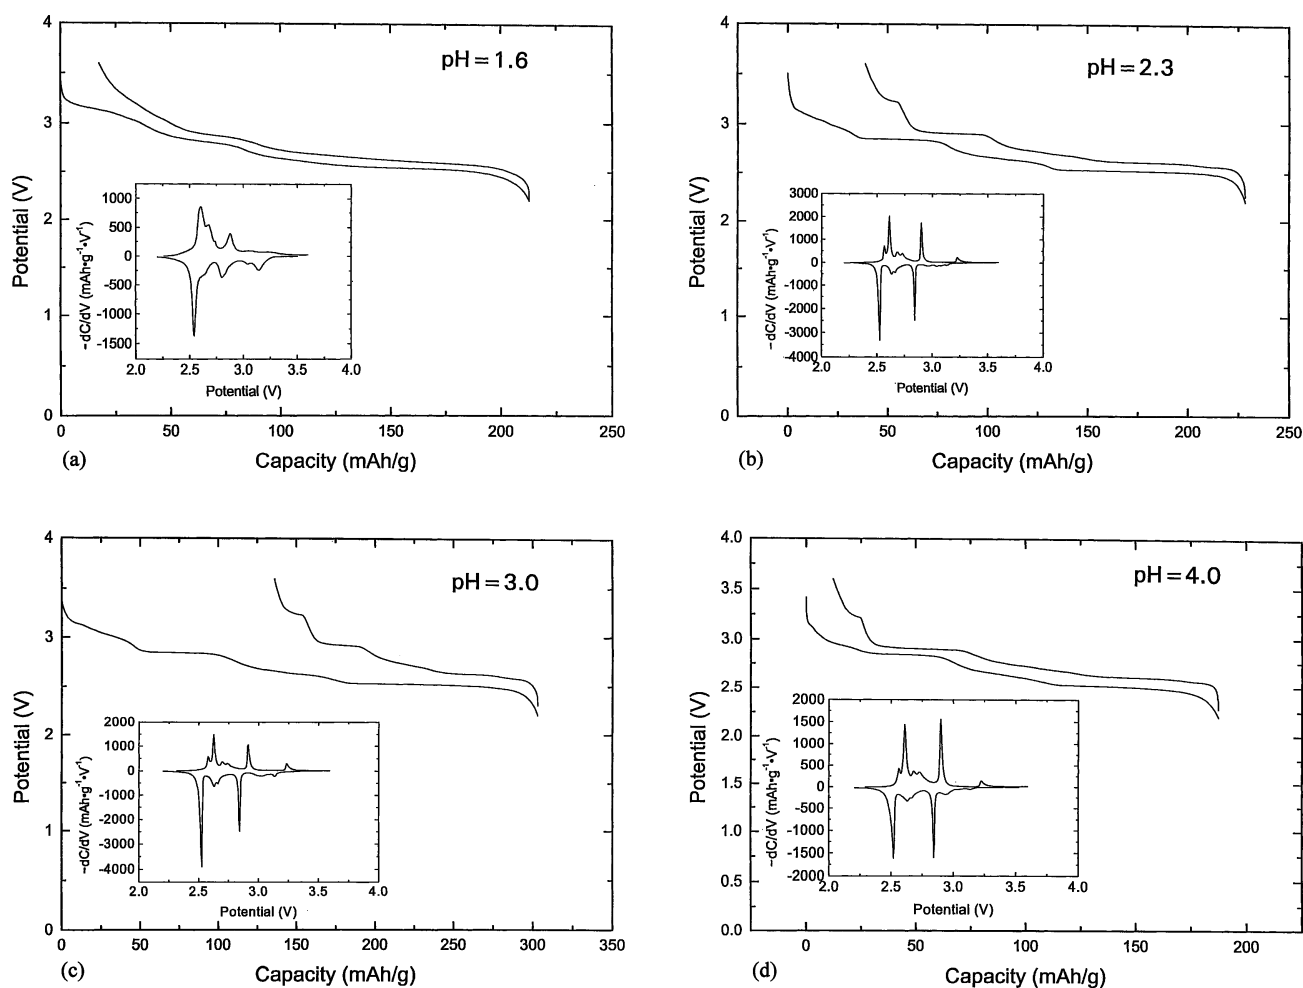 pH=1.6
4
3
2
1
0
Potential (V)
0 50 100 150 200 250
Capacity (mAh/g)
(a)
1000
500
0
-500
-1000
-1500
-dC/dV (mAh•g⁻¹•V⁻¹)
2.0 2.5 3.0 3.5 4.0
Potential (V)
pH=2.3
4
3
2
1
0
Potential (V)
0 50 100 150 200 250
Capacity (mAh/g)
(b)
3000
2000
1000
0
-1000
-2000
-3000
-4000
-dC/dV (mAh•g⁻¹•V⁻¹)
2.0 2.5 3.0 3.5 4.0
Potential (V)
pH=3.0
4
3
2
1
0
Potential (V)
0 50 100 150 200 250 300 350
Capacity (mAh/g)
(c)
2000
1000
0
-1000
-2000
-3000
-4000
-dC/dV (mAh•g⁻¹•V⁻¹)
2.0 2.5 3.0 3.5 4.0
Potential (V)
pH=4.0
4.0
3.5
3.0
2.5
2.0
1.5
1.0
0.5
0.0
Potential (V)
0 50 100 150 200
Capacity (mAh/g)
(d)
2000
1500
1000
500
0
-500
-1000
-1500
-2000
-dC/dV (mAh•g⁻¹•V⁻¹)
2.0 2.5 3.0 3.5 4.0
Potential (V)